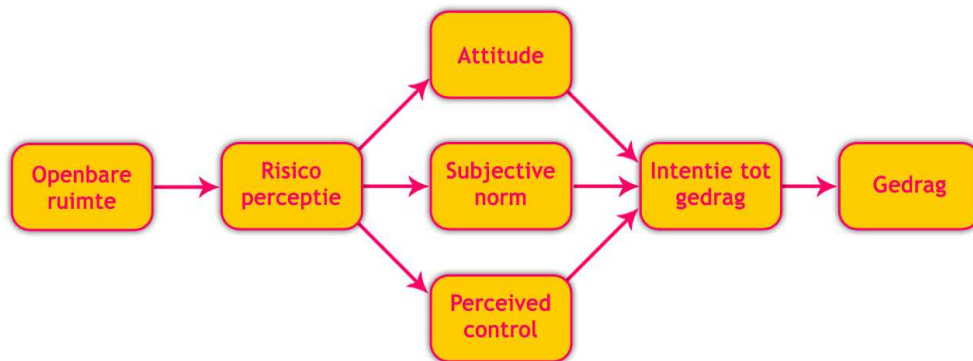 Attitude
Openbare
ruimte
Risico
perceptie
Subjective
norm
Intentie tot
gedrag
Gedrag
Perceived
control